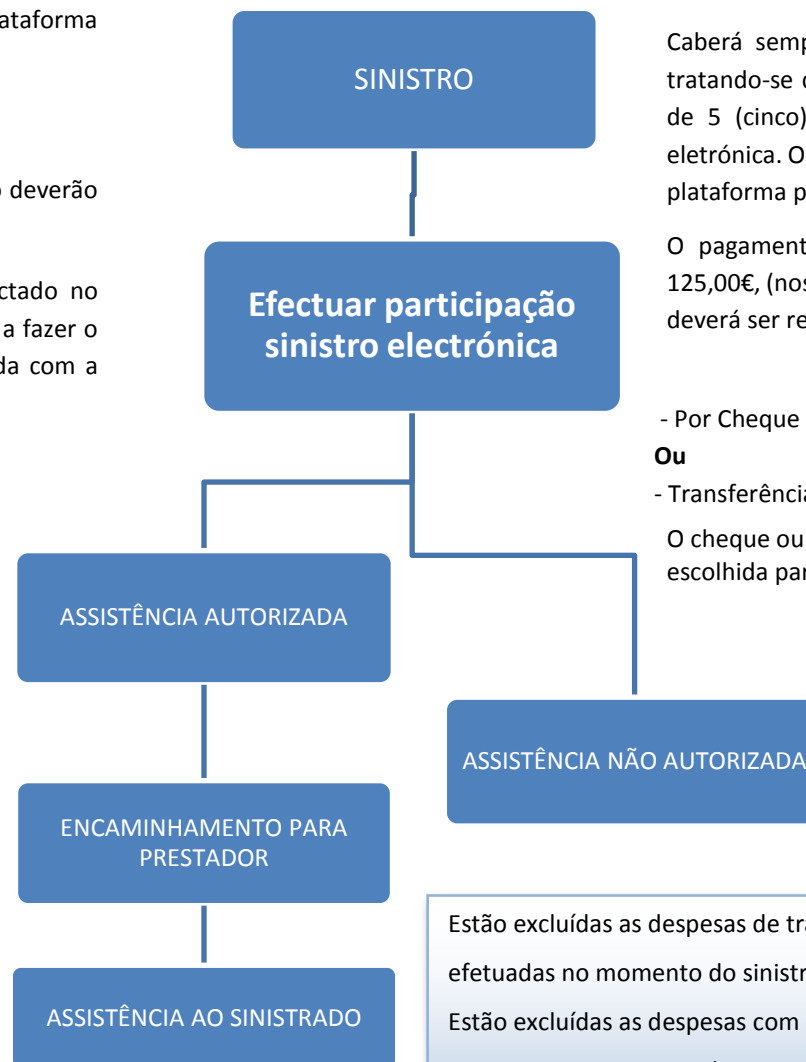 ataforma
o deverão
ctado no
a fazer o
da com a
SINISTRO
Efectuar participação
sinistro electrónica
ASSISTÊNCIA AUTORIZADA
ENCAMINHAMENTO PARA
PRESTADOR
ASSISTÊNCIA AO SINISTRADO
ASSISTÊNCIA NÃO AUTORIZADA
Caberá semp
tratando-se
de 5 (cinco)
eletrónica. O
plataforma p
O pagament
125,00€, (nos
deverá ser re
- Por Cheque
Ou
- Transferência
O cheque ou
escolhida par
Estão excluídas as despesas de tra
efetuadas no momento do sinistr
Estão excluídas as despesas com